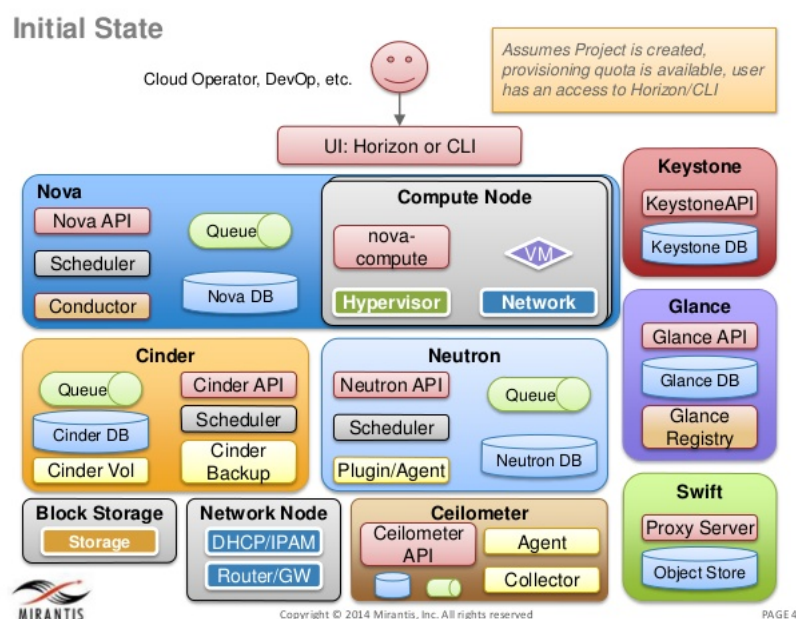 Initial State
Cloud Operator, DevOp, etc.
Assumes Project is created,
provisioning quota is available, user
has an access to Horizon/CLI
UI: Horizon or CLI
Nova
Nova API
Scheduler
Conductor
Queue
Nova DB
Compute Node
nova-
compute
VM
Hypervisor
Network
Keystone
KeystoneAPI
Keystone DB
Cinder
Queue
Cinder DB
Cinder Vol
Cinder API
Scheduler
Cinder
Backup
Neutron
Neutron API
Scheduler
Plugin/Agent
Queue
Neutron DB
Glance
Glance API
Glance DB
Glance
Registry
Block Storage
Storage
Network Node
DHCP/IPAM
Router/GW
Ceilometer
Ceilometer
API
Agent
Collector
Swift
Proxy Server
Object Store
MIRANTIS
Copyright © 2014 Mirantis, Inc. All rights reserved
PAGE 4